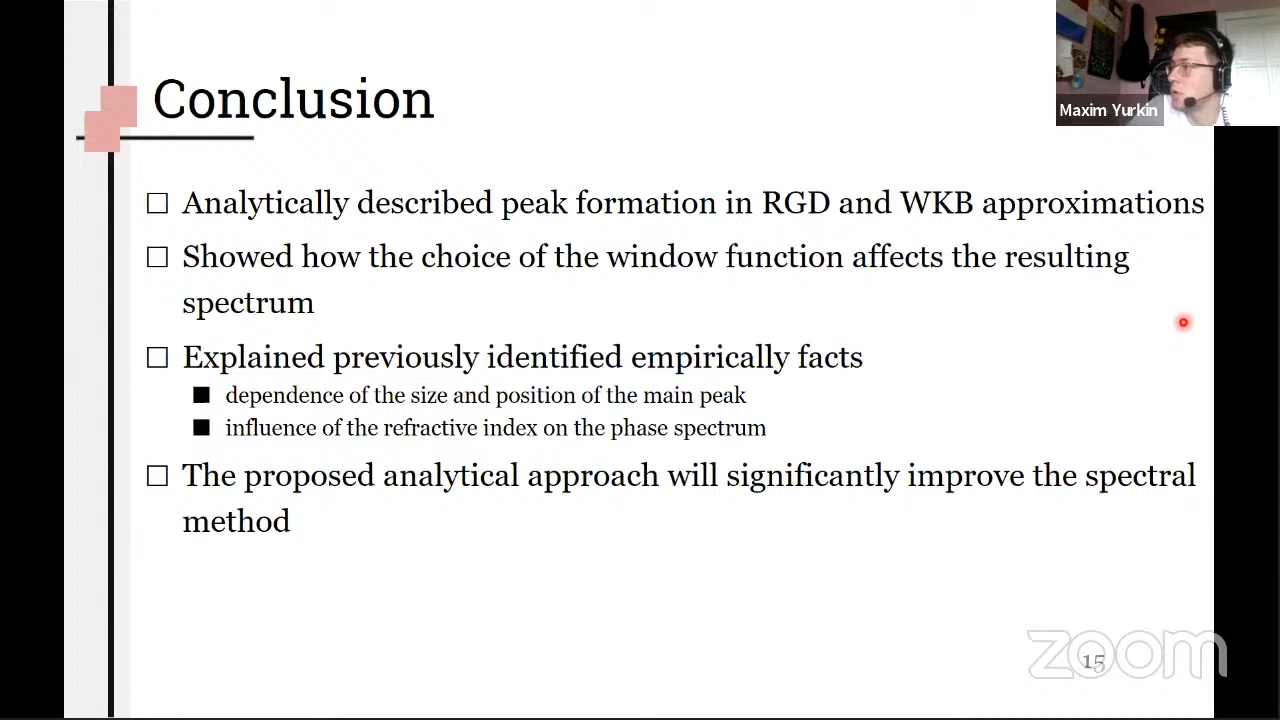 Conclusion
Maxim Yurkin
□ Analytically described peak formation in RGD and WKB approximations
□ Showed how the choice of the window function affects the resulting
spectrum
□ Explained previously identified empirically facts
■ dependence of the size and position of the main peak
■ influence of the refractive index on the phase spectrum
□ The proposed analytical approach will significantly improve the spectral
method
15
zoom